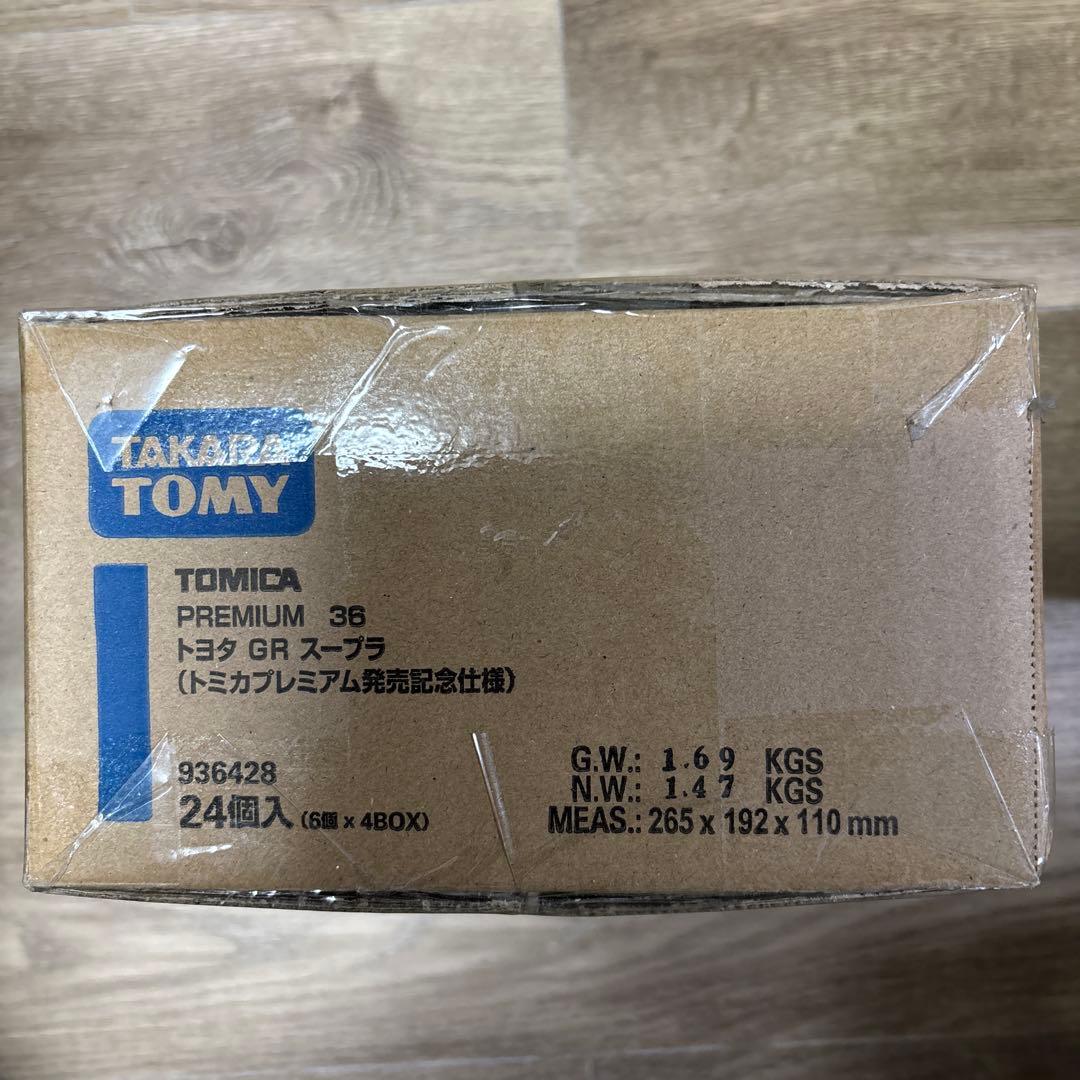 TAKARA
TOMY
TOMICA
PREMIUM 36
トヨタ GR スープラ
(トミカプレミアム発売記念仕様)
936428
24個入 (6個 x 4BOX)
G.W.: 1.69 KGS
N.W.: 1.47 KGS
MEAS.: 265 x 192 x 110 mm